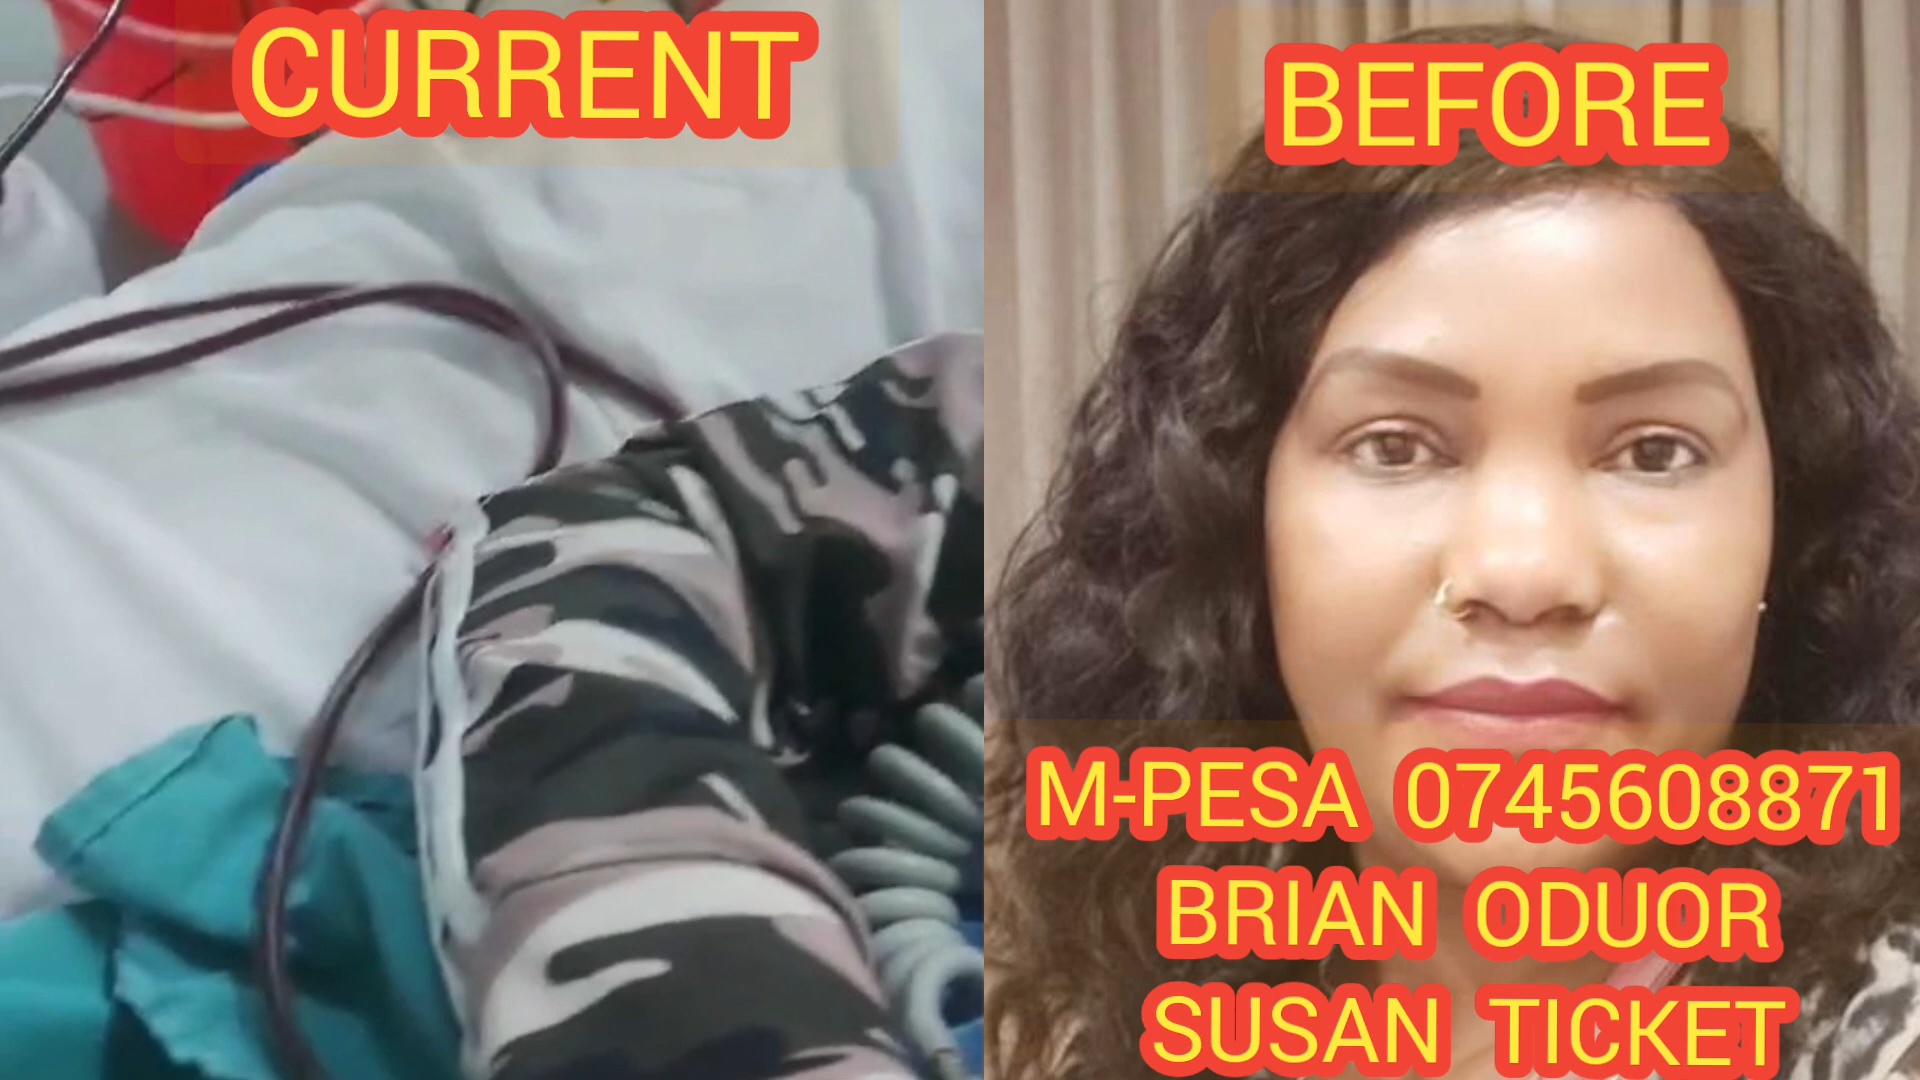 CURRENT
BEFORE
M-PESA 0745608871
BRIAN ODUOR
SUSAN TICKET